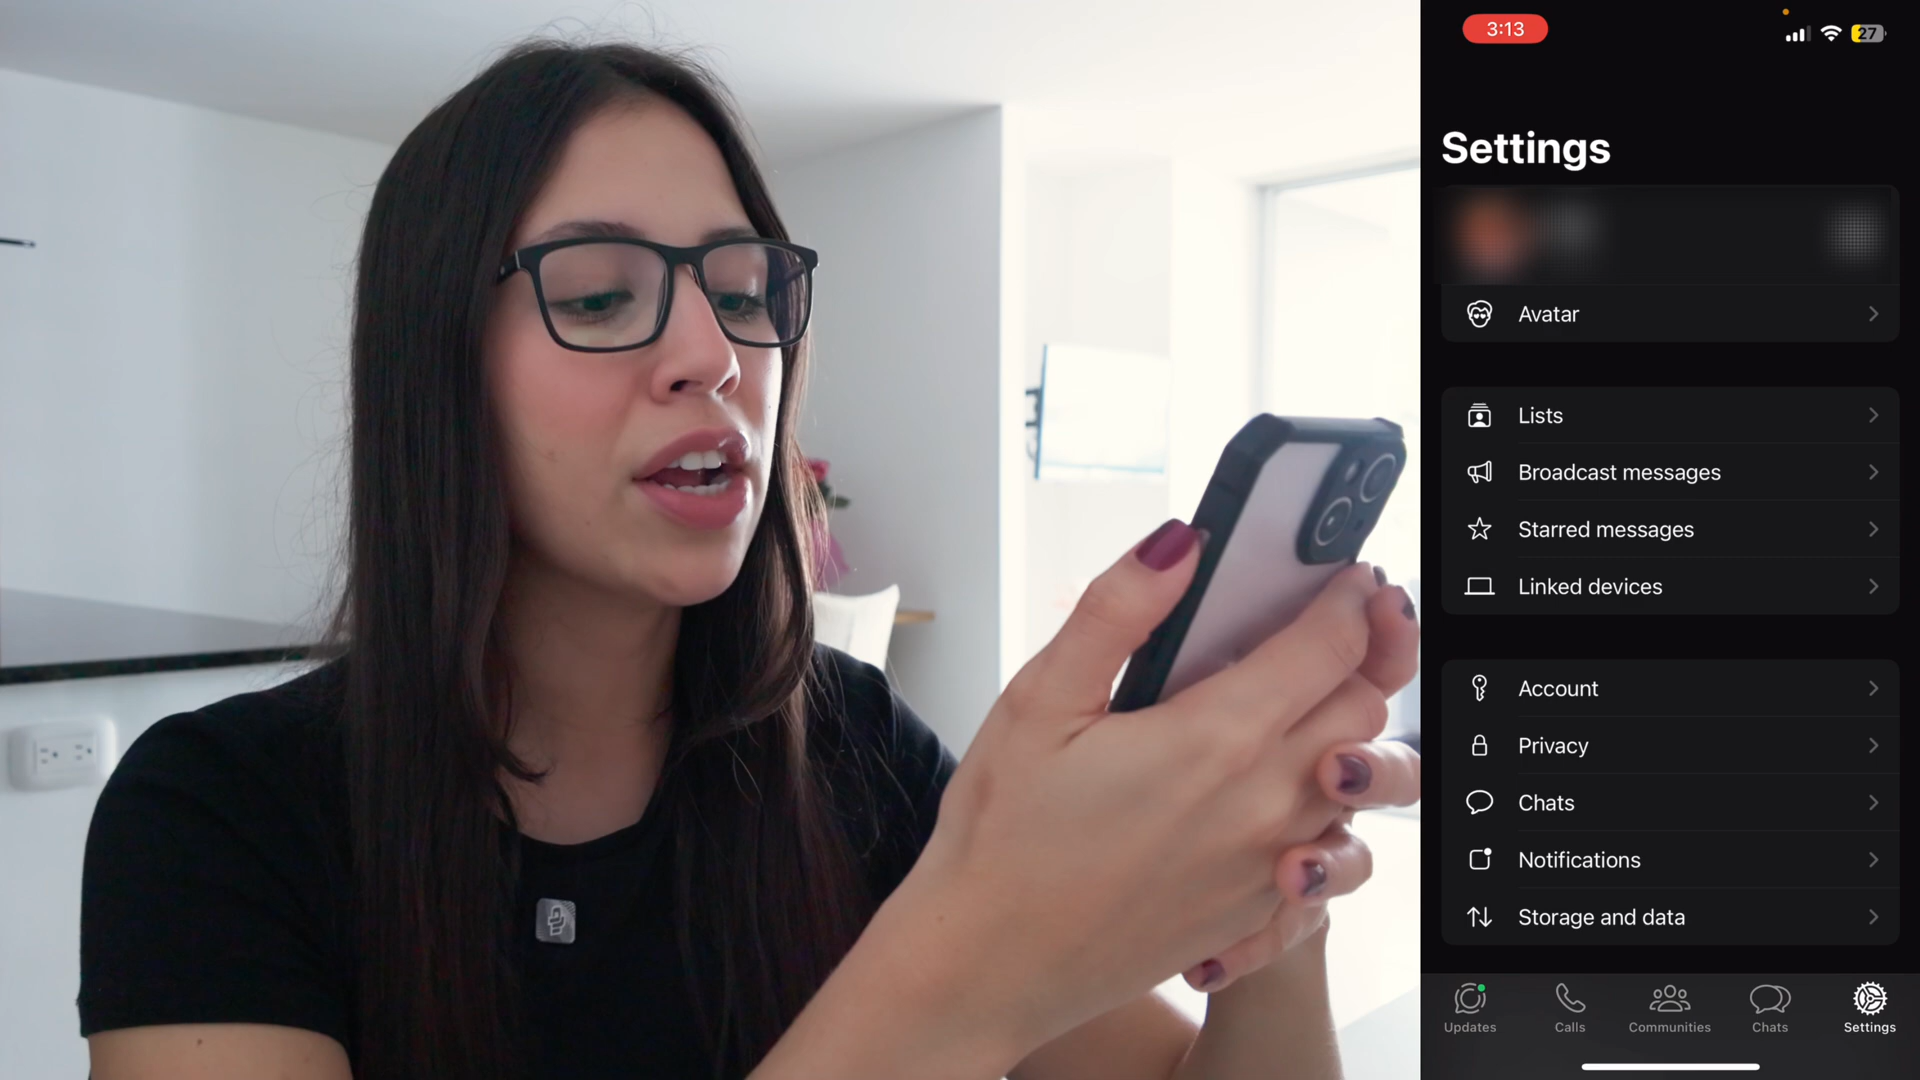 3:13
27
Settings
Avatar
Lists
Broadcast messages
Starred messages
Linked devices
Account
Privacy
Chats
Notifications
Storage and data
Updates
Calls
Communities
Chats
Settings